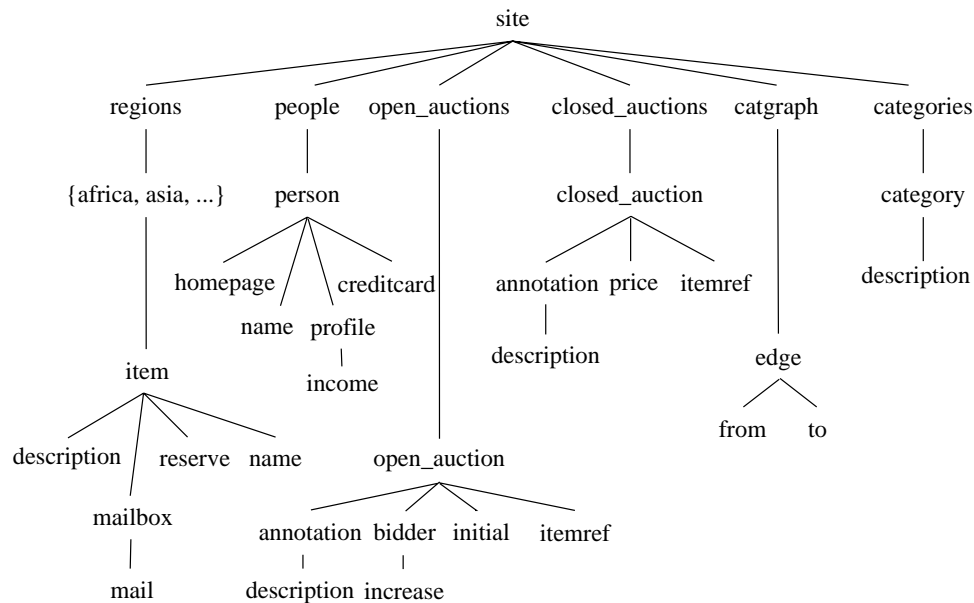 site
regions people open_auctions closed_auctions catgraph categories
{africa, asia, ...} person closed_auction category
homepage creditcard annotation price itemref description
name profile
description edge
item income
from to
description reserve name open_auction
mailbox annotation bidder initial itemref
mail description increase